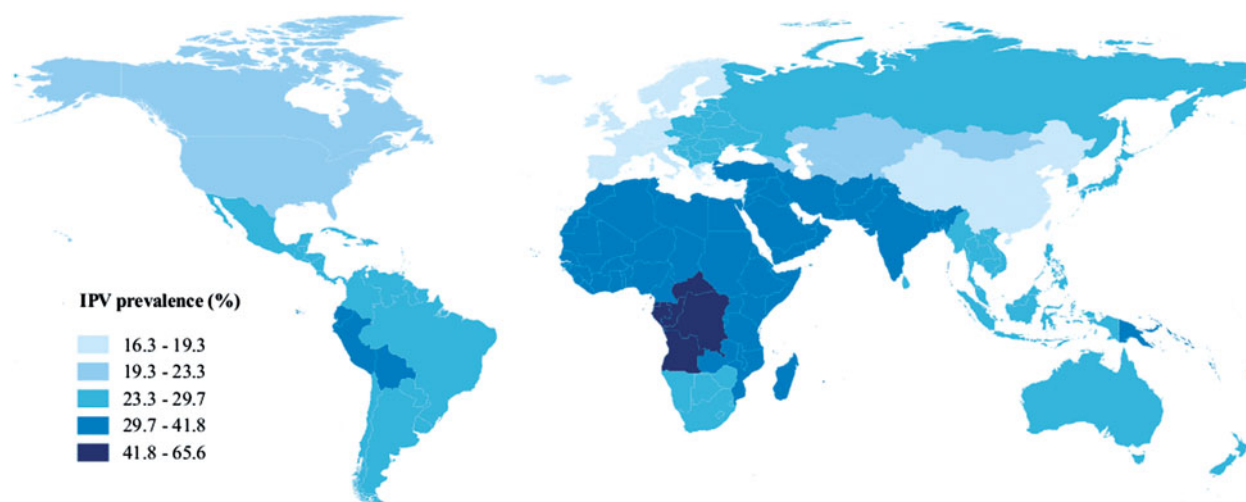 IPV prevalence (%)
16.3 - 19.3
19.3 - 23.3
23.3 - 29.7
29.7 - 41.8
41.8 - 65.6